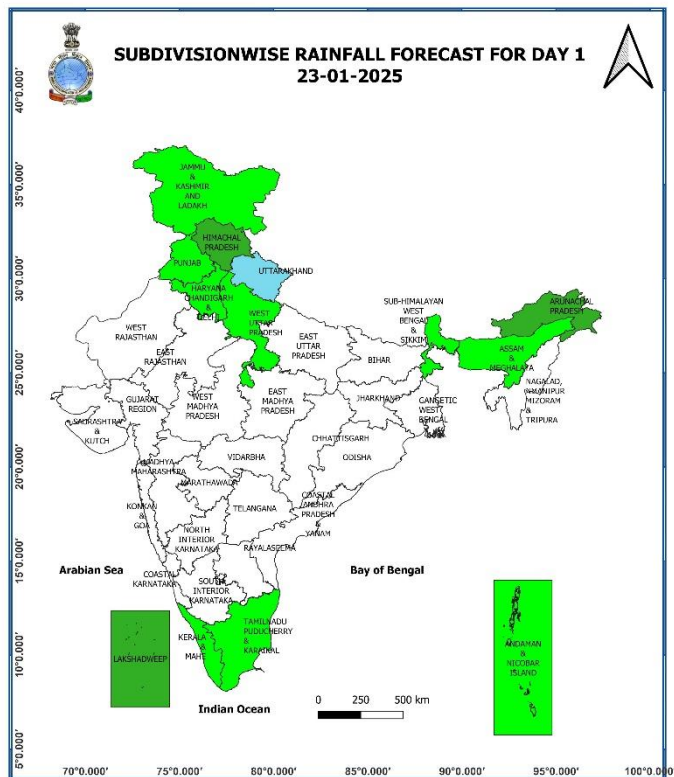 SUBDIVISIONWISE RAINFALL FORECAST FOR DAY 1
23-01-2025
40°0.000'
35°0.000'
30°0.000'
25°0.000'
20°0.000'
15°0.000'
10°0.000'
5°0.000'
JAMMU
&
KASHMIR
AND
LADAKH
HIMACHAL
PRADESH
PUNJAB
UTTARAKHAND
HARYANA
CHANDIGARH
&
DELHI
WEST
UTTAR
PRADESH
WEST
RAJASTHAN
EAST
RAJASTHAN
EAST
UTTAR
PRADESH
SUB-HIMALAYAN
WEST
BENGAL
&
SIKKIM
ARUNACHAL
PRADESH
ASSAM
&
MEGHALAYA
NAGALAD,
MANIPUR
MIZORAM
&
TRIPURA
BIHAR
GUJARAT
REGION
SAURASHTRA
&
KUTCH
WEST
MADHYA
PRADESH
EAST
MADHYA
PRADESH
JHARKHAND
GANGETIC
WEST
BENGAL
CHHATTISGARH
ODISHA
VIDARBHA
MADHYA
MAHARASHTRA
MARATHAWADA
KONKAN
&
GOA
TELANGANA
COASTAL
ANDHRA
PRADESH
&
YANAM
NORTH
INTERIOR
KARNATAKA
RAYALASEEMA
COASTAL
KARNATAKA
SOUTH
INTERIOR
KARNATAKA
Arabian Sea
Bay of Bengal
TAMILNADU
PUDUCHERRY
&
KARAIKAL
KERALA
&
MAHE
LAKSHADWEEP
ANDAMAN
&
NICOBAR
ISLAND
Indian Ocean
0 250 500 km
70°0.000' 75°0.000' 80°0.000' 85°0.000' 90°0.000' 95°0.000' 100°0.000'